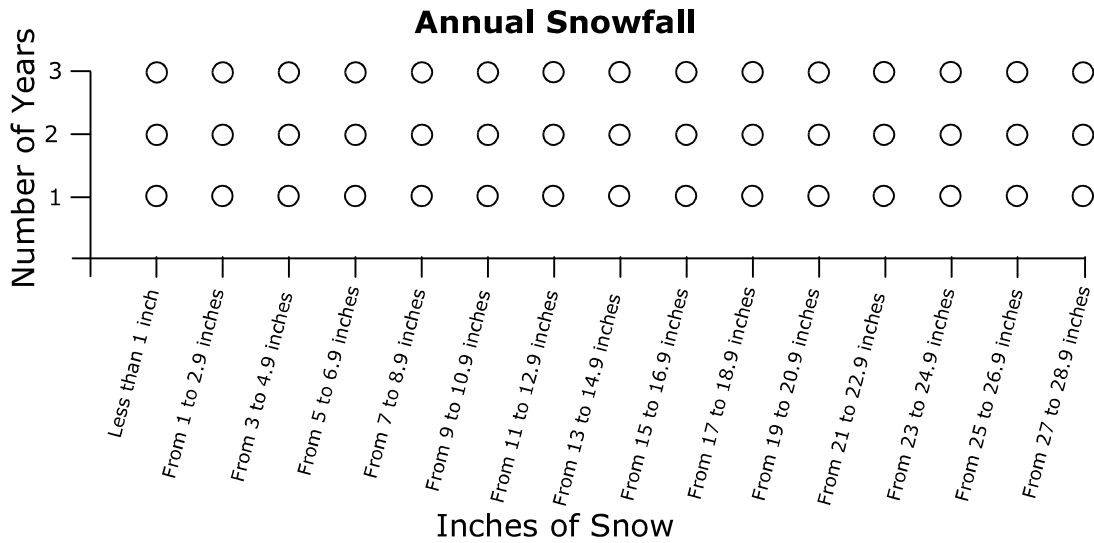 Annual Snowfall
Number of Years
3
2
1
Less than 1 inch
From 1 to 2.9 inches
From 3 to 4.9 inches
From 5 to 6.9 inches
From 7 to 8.9 inches
From 9 to 10.9 inches
From 11 to 12.9 inches
From 13 to 14.9 inches
From 15 to 16.9 inches
From 17 to 18.9 inches
From 19 to 20.9 inches
From 21 to 22.9 inches
From 23 to 24.9 inches
From 25 to 26.9 inches
From 27 to 28.9 inches
Inches of Snow